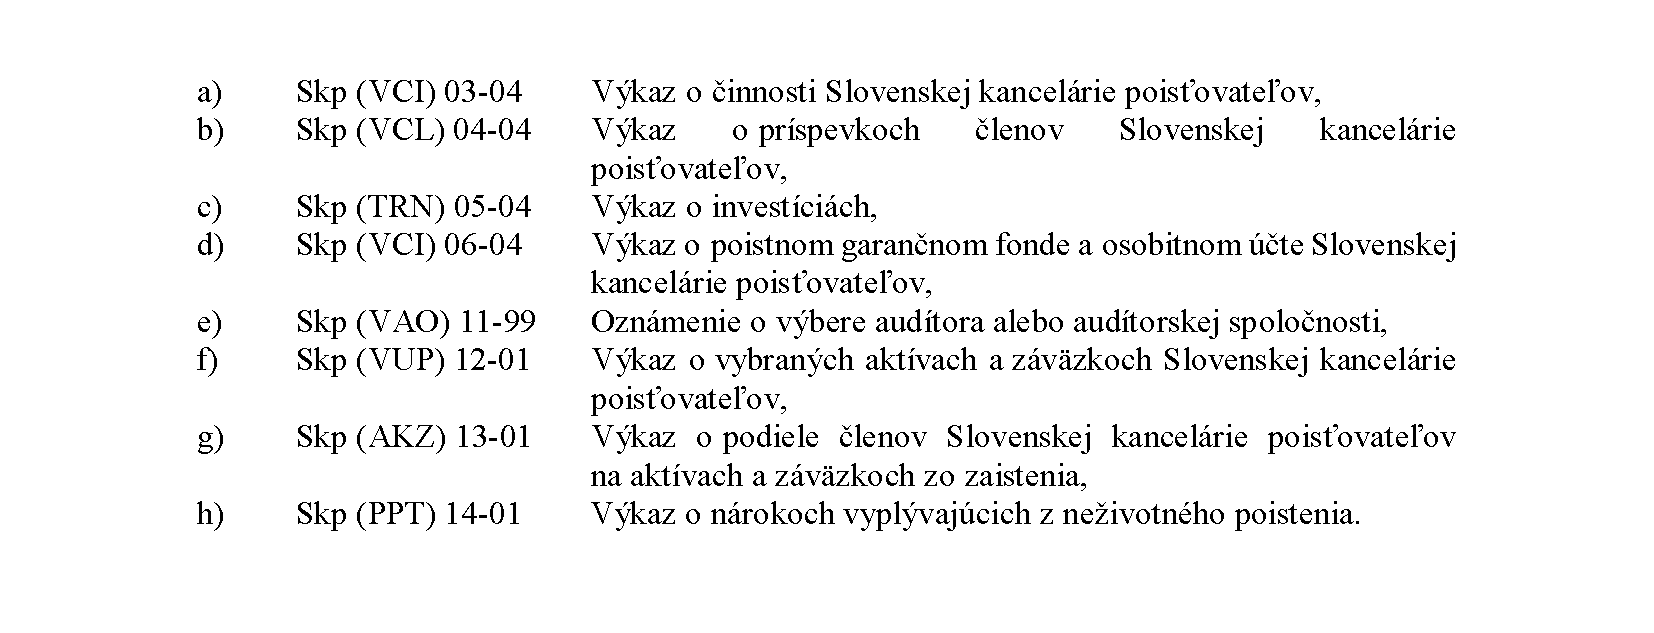 a) Skp (VCI) 03-04 Výkaz o činnosti Slovenskej kancelárie poisťovateľov,
b) Skp (VCL) 04-04 Výkaz o príspevkoch členov Slovenskej kancelárie
poisťovateľov,
c) Skp (TRN) 05-04 Výkaz o investíciách,
d) Skp (VCI) 06-04 Výkaz o poistnom garančnom fonde a osobitnom účte Slovenskej
kancelárie poisťovateľov,
e) Skp (VAO) 11-99 Oznámenie o výbere audítora alebo audítorskej spoločnosti,
f) Skp (VUP) 12-01 Výkaz o vybraných aktívach a záväzkoch Slovenskej kancelárie
poisťovateľov,
g) Skp (AKZ) 13-01 Výkaz o podiele členov Slovenskej kancelárie poisťovateľov
na aktívach a záväzkoch zo zaistenia,
h) Skp (PPT) 14-01 Výkaz o nárokoch vyplývajúcich z neživotného poistenia.